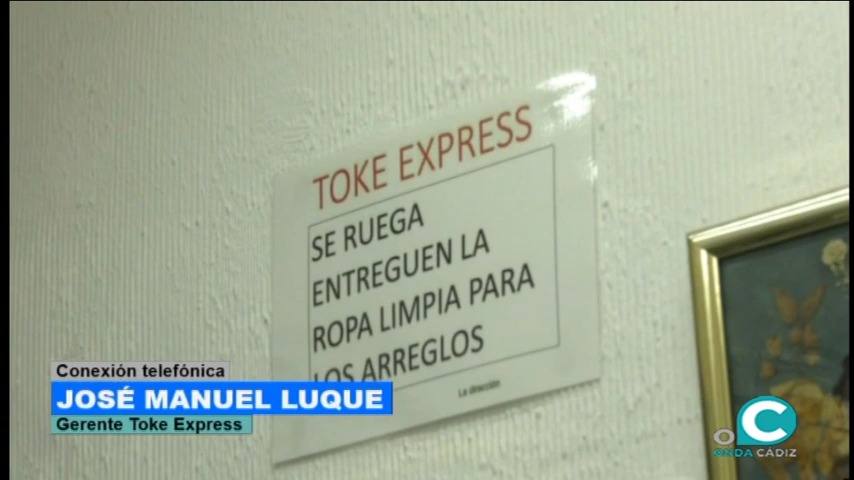 TOKE EXPRESS
SE RUEGA
ENTREGUEN LA
ROPA LIMPIA PARA
LOS ARREGLOS
La dirección
Conexión telefónica
JOSÉ MANUEL LUQUE
Gerente Toke Express
O C
ONDA CÁDIZ